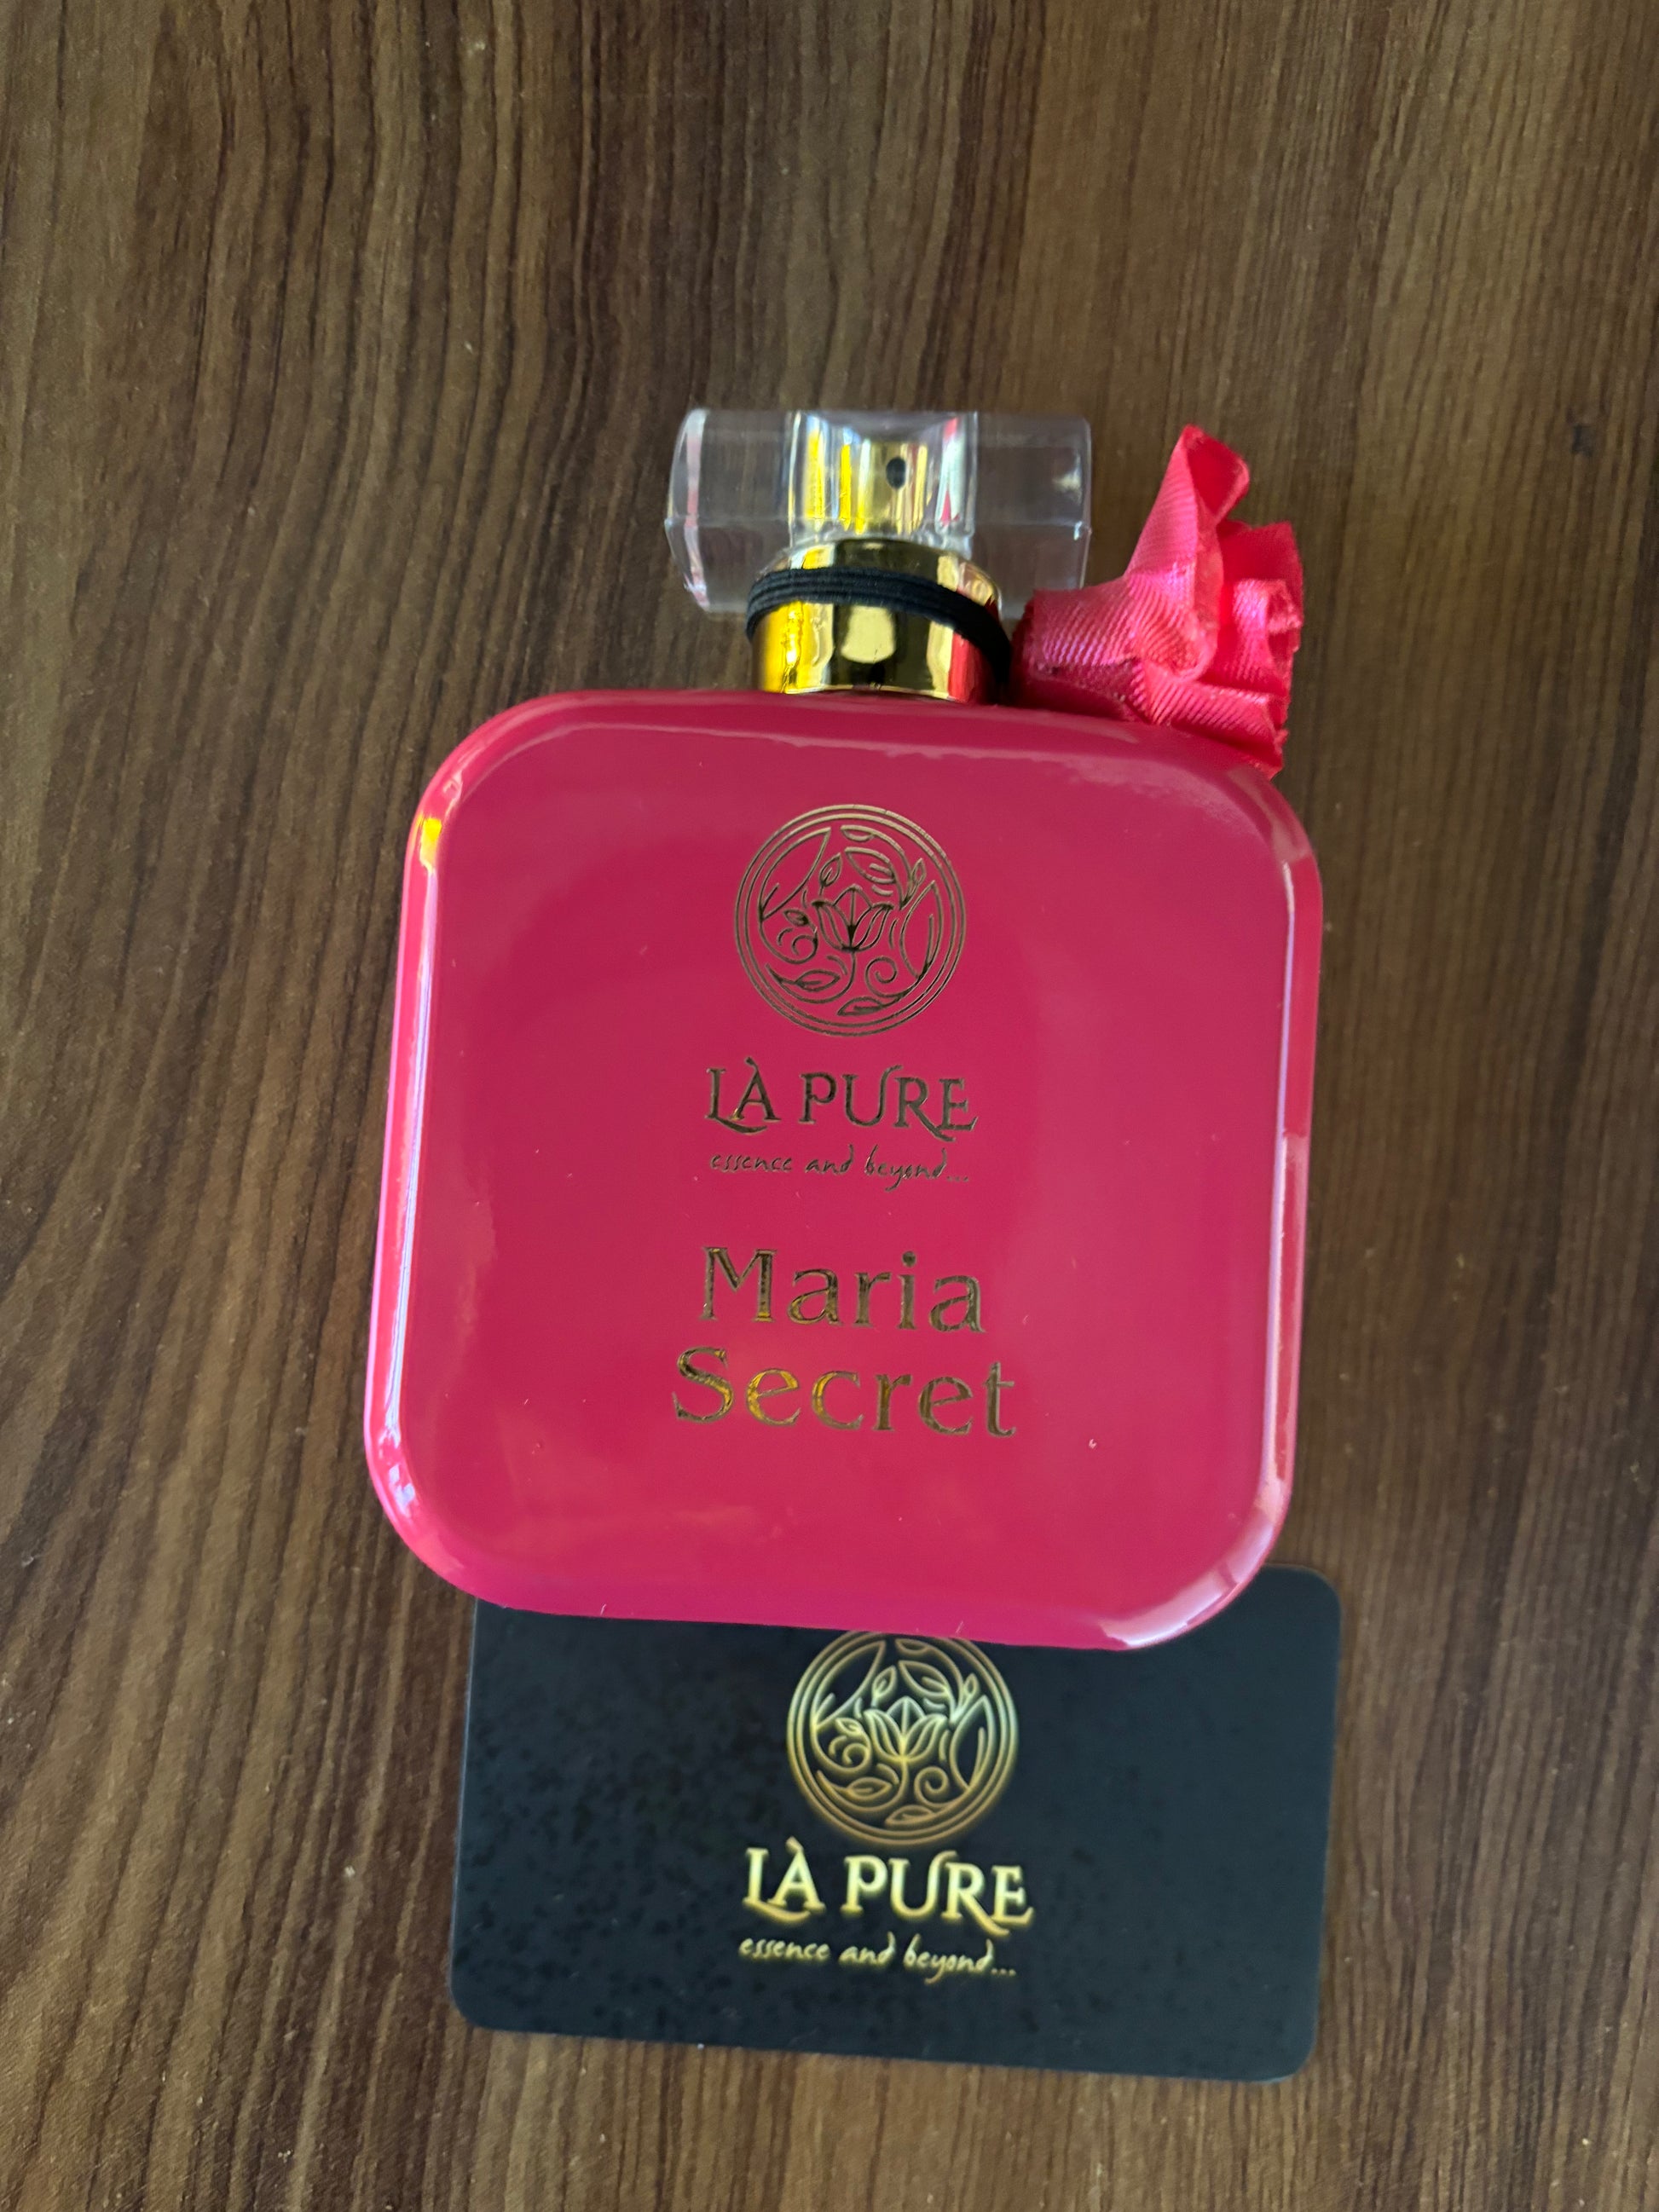 LÀ PURE
essence and beyond...
Maria
Secret
LÀ PURE
essence and beyond...